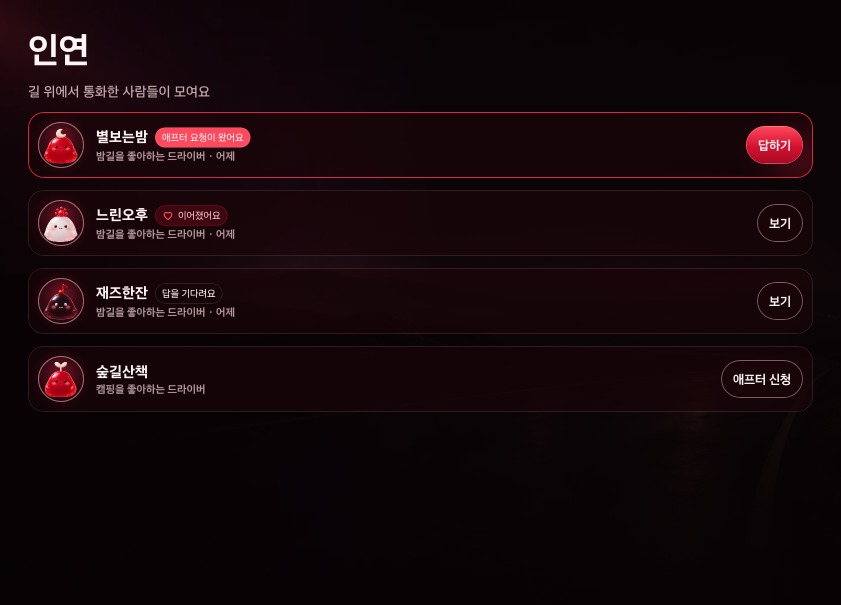 인연
길 위에서 통화한 사람들이 모여요
별보는밤 애프터 요청이 왔어요
밤길을 좋아하는 드라이버 · 어제
답하기
느린오후 이어졌어요
밤길을 좋아하는 드라이버 · 어제
보기
재즈한잔 답을 기다려요
밤길을 좋아하는 드라이버 · 어제
보기
숲길산책
캠핑을 좋아하는 드라이버
애프터 신청